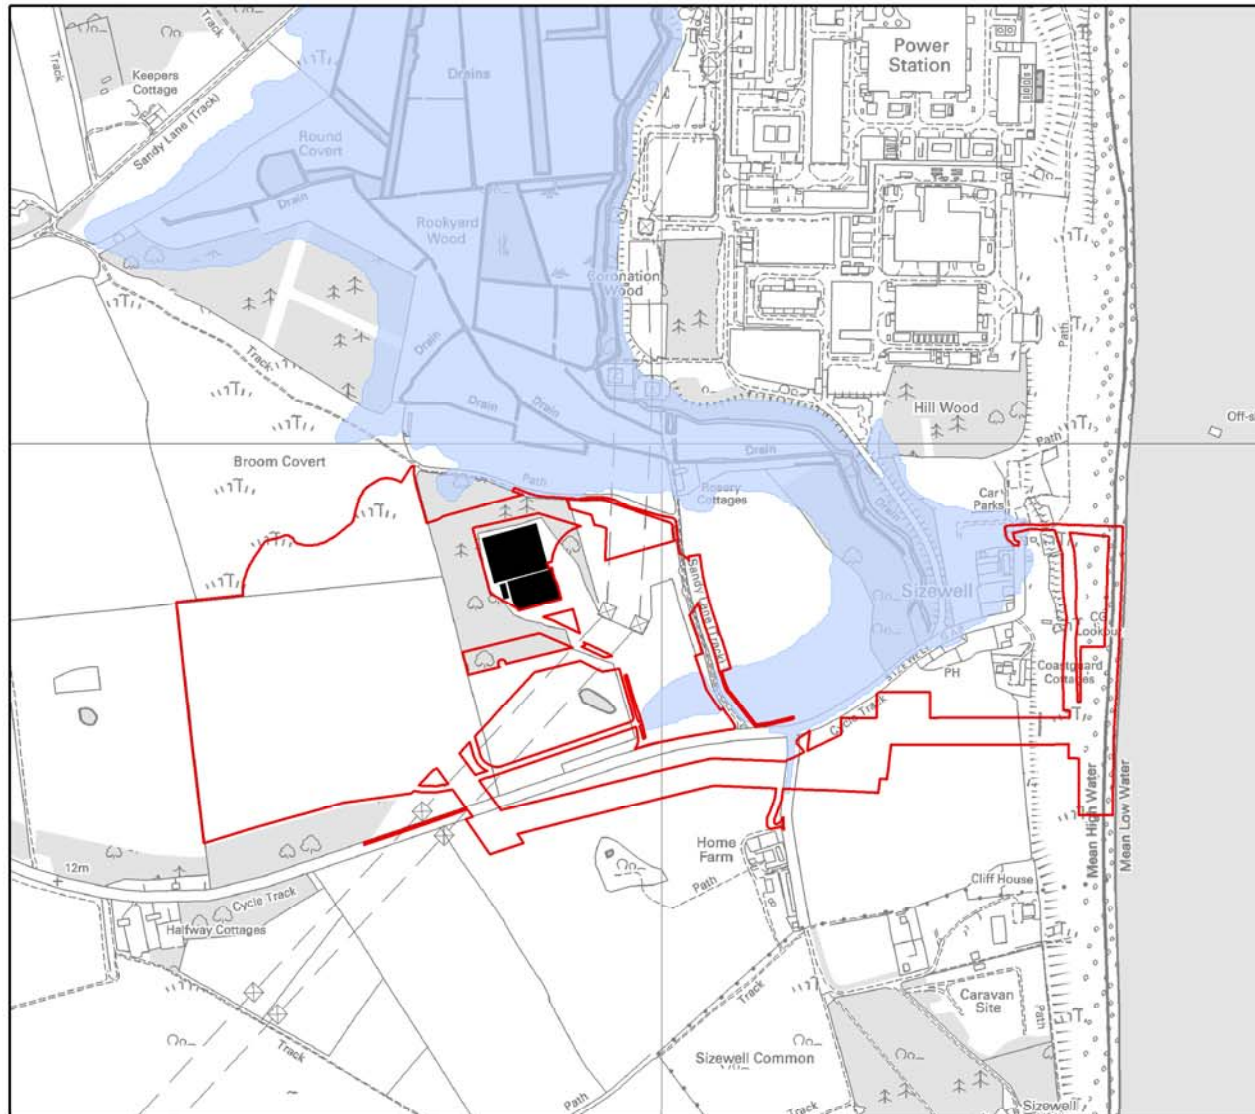 Track
Keepers
Cottage
Sandy Lane (Track)
Drains
Power
Station
Round
Covert
Drain
Rookyard
Wood
Coronation
Wood
Path
Track
Drain
Drain
Drain
Drain
Hill Wood
Off-s
Broom Covert
Path
Path
Rosery
Cottages
Drain
Car
Parks
Sandy Lane (Track)
Sizewell
CG
Lookout
PH
Coastguard
Cottages
Cycle Track
Mean High Water
Mean Low Water
12m
Cycle Track
Halfway Cottages
Home
Farm
Path
Cliff House
Caravan
Site
Path
Track
Track
Sizewell Common
Path
Track
Sizewell